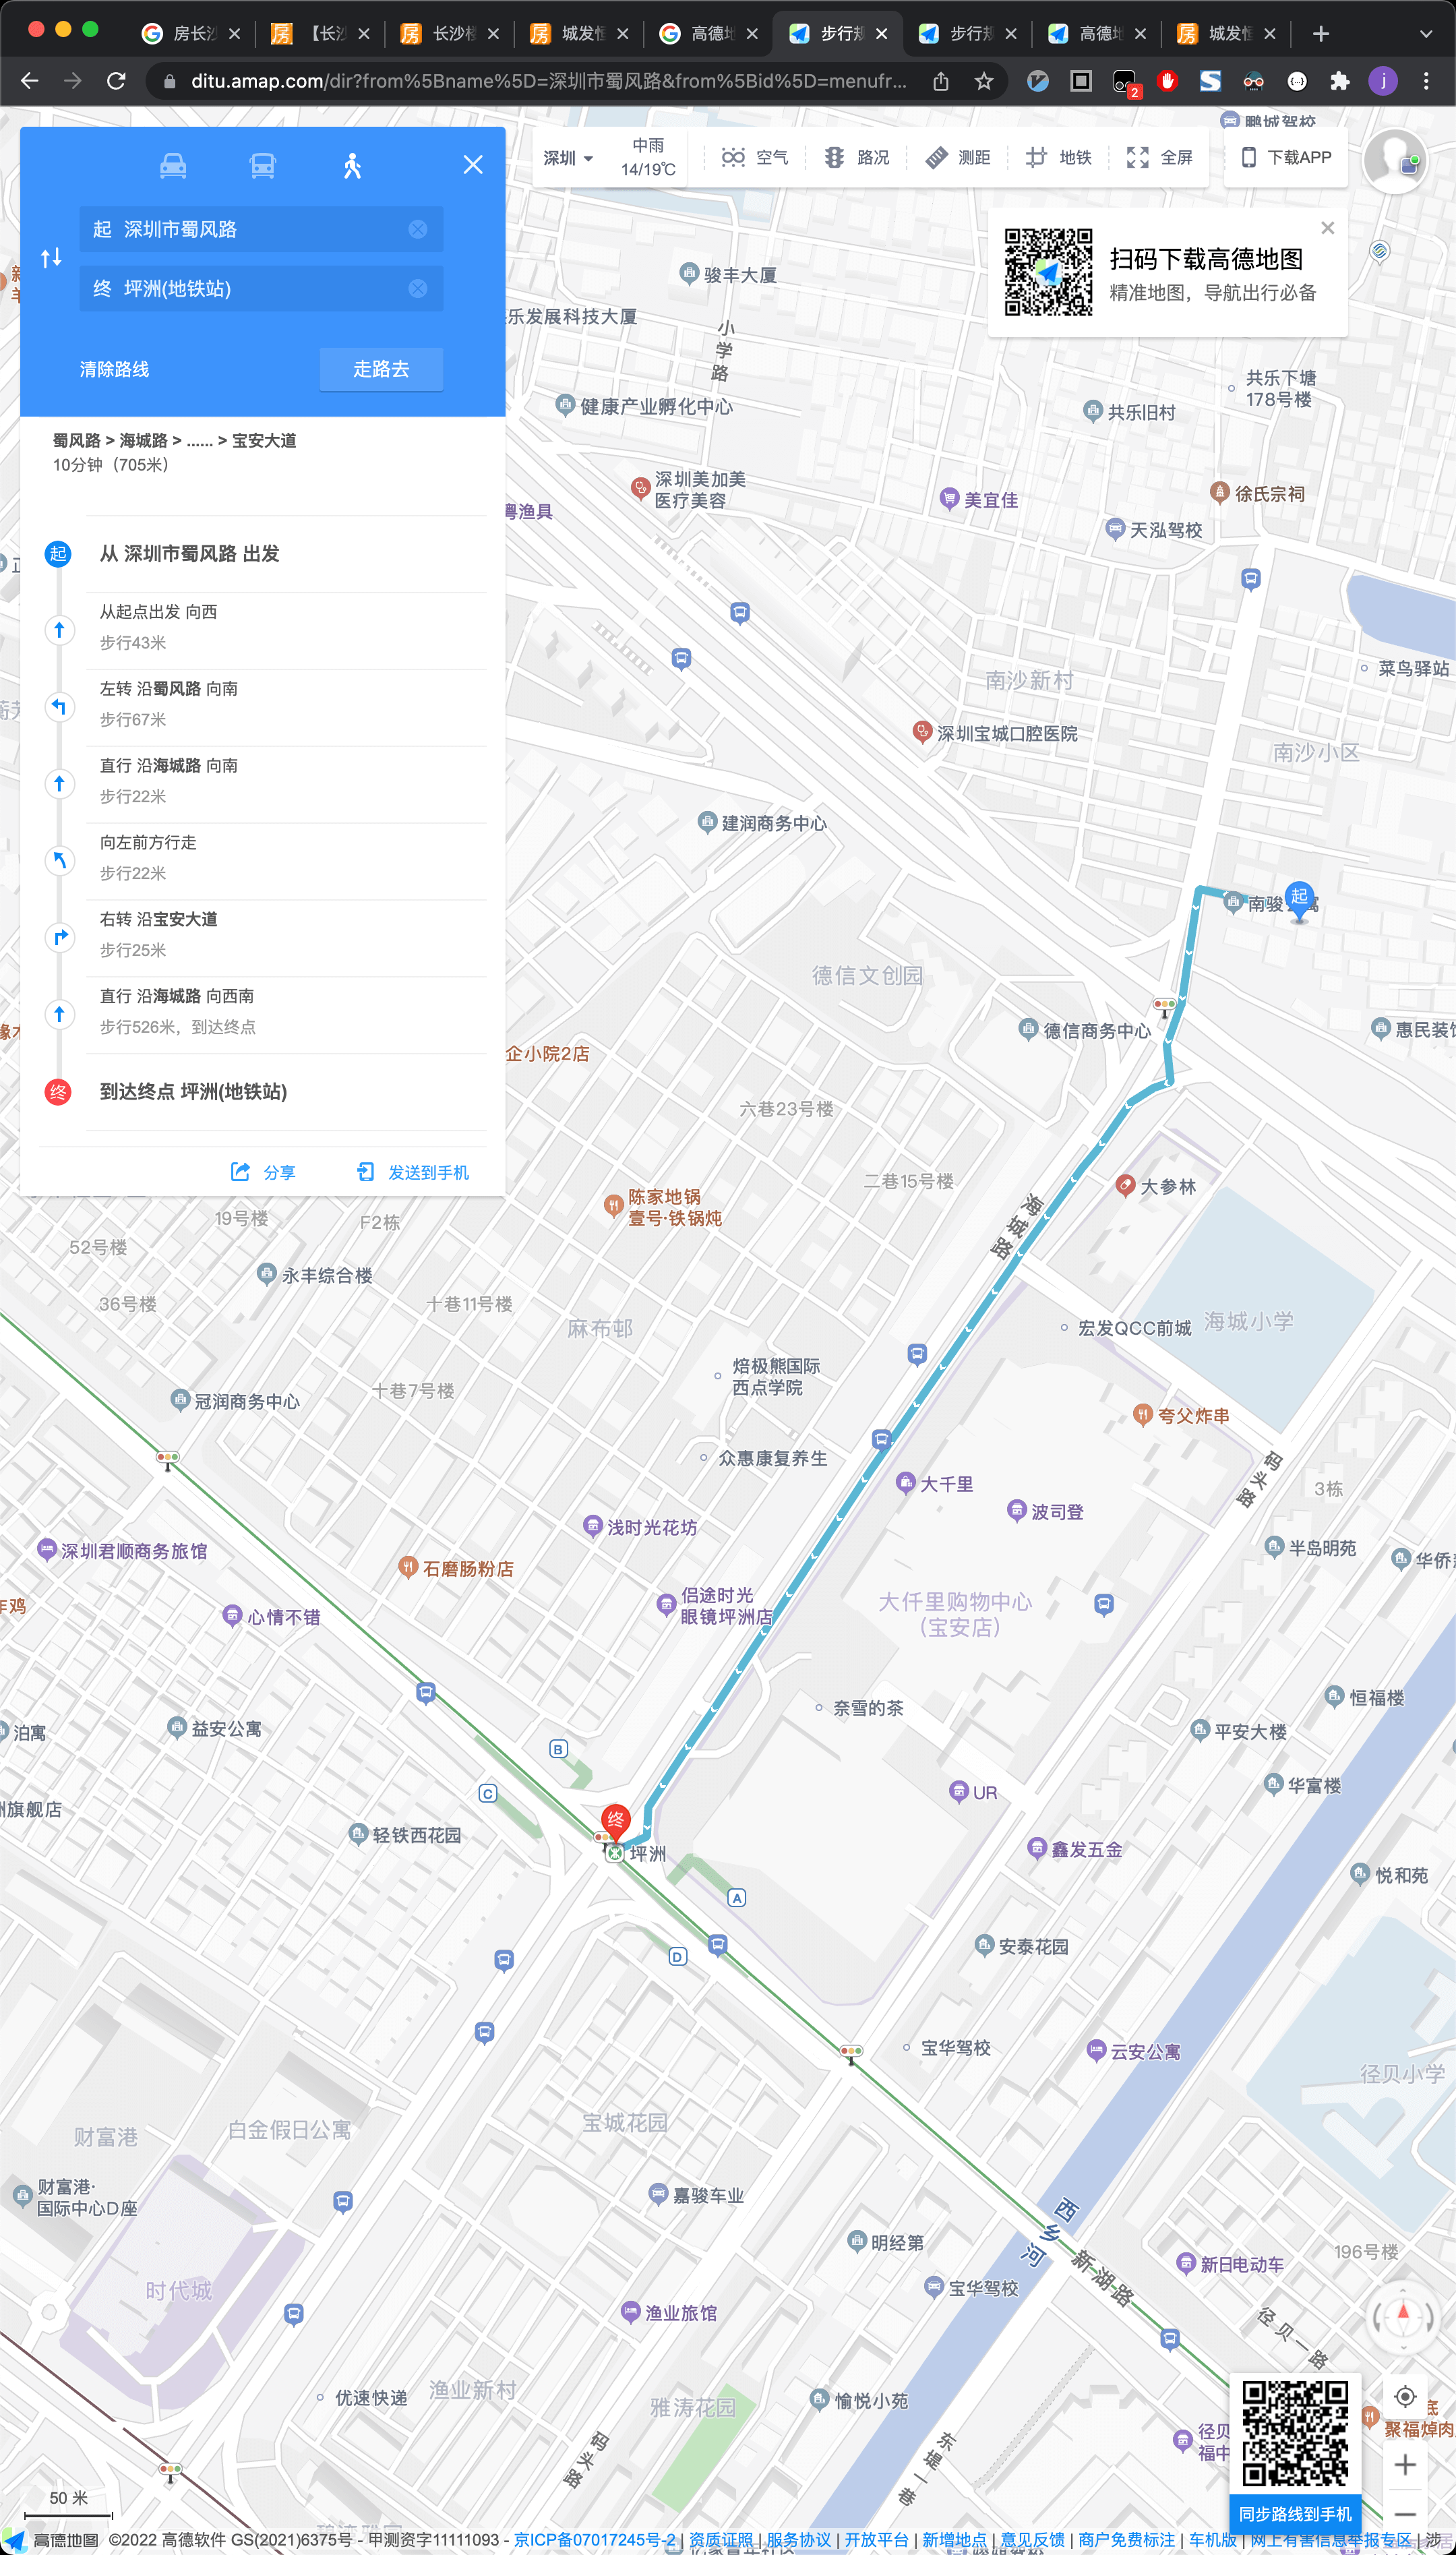 房长沙
【长沙
长沙楼
城发恒
高德地
步行规
步行规
高德地
城发恒
ditu.amap.com/dir?from%5Bname%5D=深圳市蜀风路&from%5Bid%5D=menufr...
2
j
起 深圳市蜀风路
终 坪洲(地铁站)
清除路线
走路去
蜀风路 > 海城路 > ...... > 宝安大道
10分钟（705米）
起 从 深圳市蜀风路 出发
从起点出发 向西
步行43米
左转 沿蜀风路 向南
步行67米
直行 沿海城路 向南
步行22米
向左前方行走
步行22米
右转 沿宝安大道
步行25米
直行 沿海城路 向西南
步行526米，到达终点
终 到达终点 坪洲(地铁站)
分享
发送到手机
深圳
中雨
14/19℃
空气
路况
测距
地铁
全屏
下载APP
扫码下载高德地图
精准地图，导航出行必备
鹏城驾校
骏丰大厦
乐发展科技大厦
小学路
健康产业孵化中心
共乐下塘
178号楼
共乐旧村
深圳美加美
医疗美容
美宜佳
徐氏宗祠
粤渔具
天泓驾校
菜鸟驿站
南沙新村
深圳宝城口腔医院
南沙小区
建润商务中心
南骏
起
德信文创园
德信商务中心
惠民装饰
企小院2店
六巷23号楼
二巷15号楼
大参林
海城路
陈家地锅
壹号·铁锅炖
19号楼
F2栋
52号楼
永丰综合楼
36号楼
十巷11号楼
麻布邨
宏发QCC前城
海城小学
焙极熊国际
西点学院
十巷7号楼
冠润商务中心
夸父炸串
众惠康复养生
码头路
大千里
3栋
波司登
浅时光花坊
深圳君顺商务旅馆
石磨肠粉店
半岛明苑
华侨
侣途时光
眼镜坪洲店
大仟里购物中心
（宝安店）
炸鸡
心情不错
恒福楼
泊寓
益安公寓
奈雪的茶
平安大楼
B
C
UR
华富楼
旗舰店
轻铁西花园
终
坪洲
鑫发五金
悦和苑
A
D
安泰花园
宝华驾校
云安公寓
径贝小学
财富港
白金假日公寓
宝城花园
财富港·
国际中心D座
嘉骏车业
西乡河
明经第
新湖路
196号楼
新日电动车
时代城
宝华驾校
渔业旅馆
径贝一路
优速快递
渔业新村
雅涛花园
愉悦小苑
聚福焯肉
径贝
福中
码头路
东堤一巷
50 米
同步路线到手机
高德地图 ©2022 高德软件 GS(2021)6375号 - 甲测资字11111093 - 京ICP备07017245号-2 | 资质证照 | 服务协议 | 开放平台 | 新增地点 | 意见反馈 | 商户免费标注 | 车机版 | 网上有害信息举报专区 | 涉